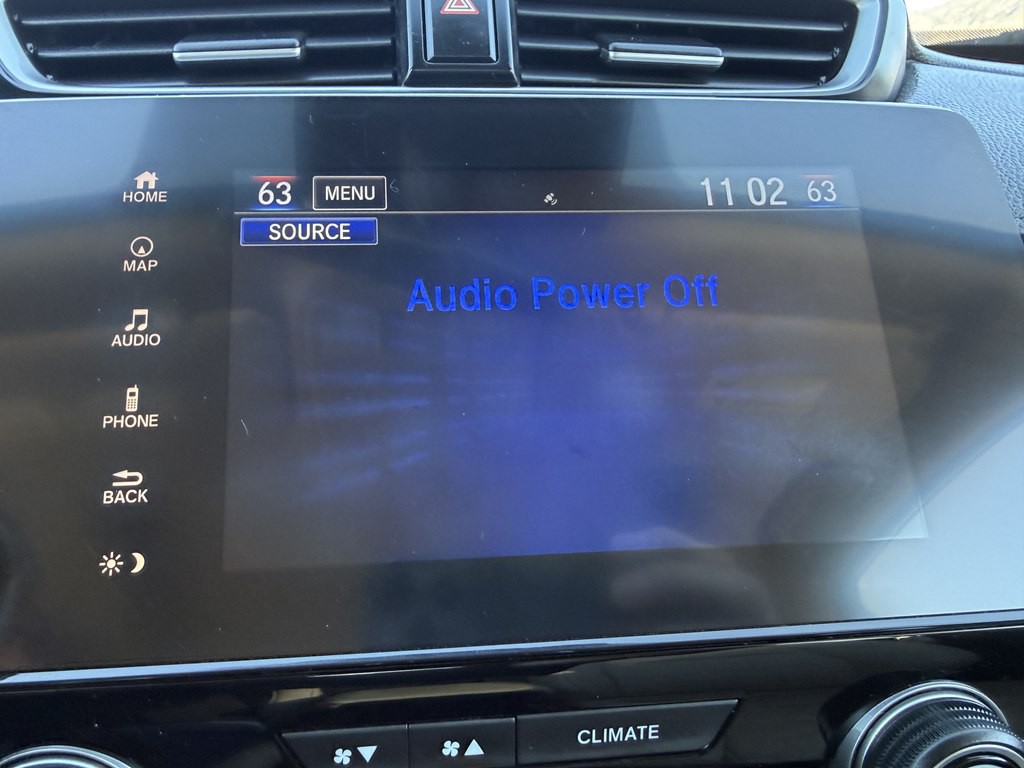 HOME
MAP
AUDIO
PHONE
BACK
63 MENU 11 02 63
SOURCE
Audio Power Off
CLIMATE